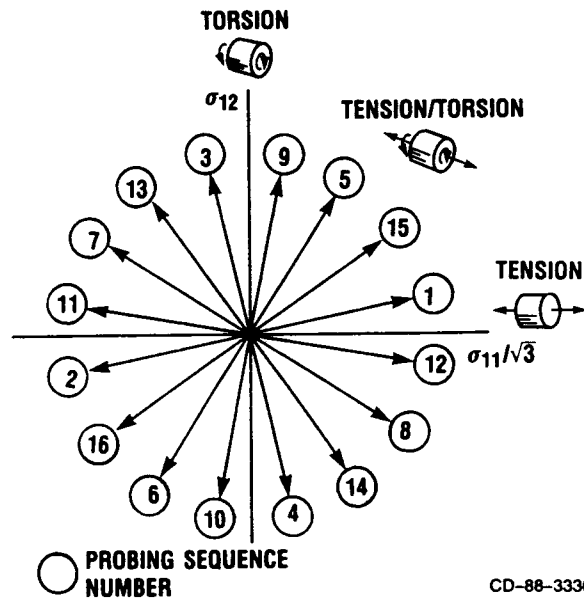 TORSION
σ12
TENSION/TORSION
3
9
5
13
15
7
TENSION
11
1
σ11/√3
2
12
8
16
14
6
10
4
PROBING SEQUENCE
NUMBER